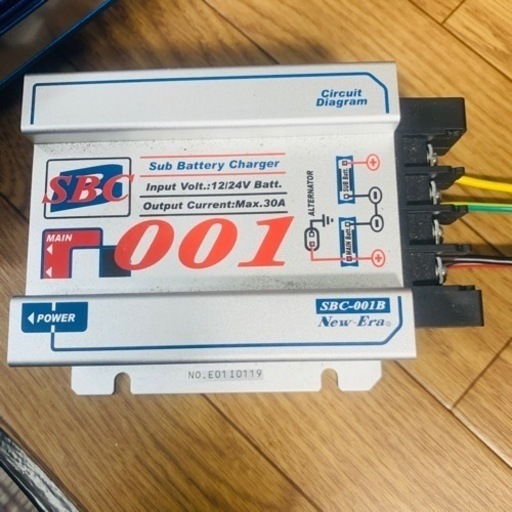 Circuit
Diagram
SBC
Sub Battery Charger
Input Volt.:12/24V Batt.
Output Current:Max.30A
MAIN
001
ALTERNATOR
SUB Batt.
MAIN Batt.
POWER
SBC-001B
New-Era
NO.E01I0119